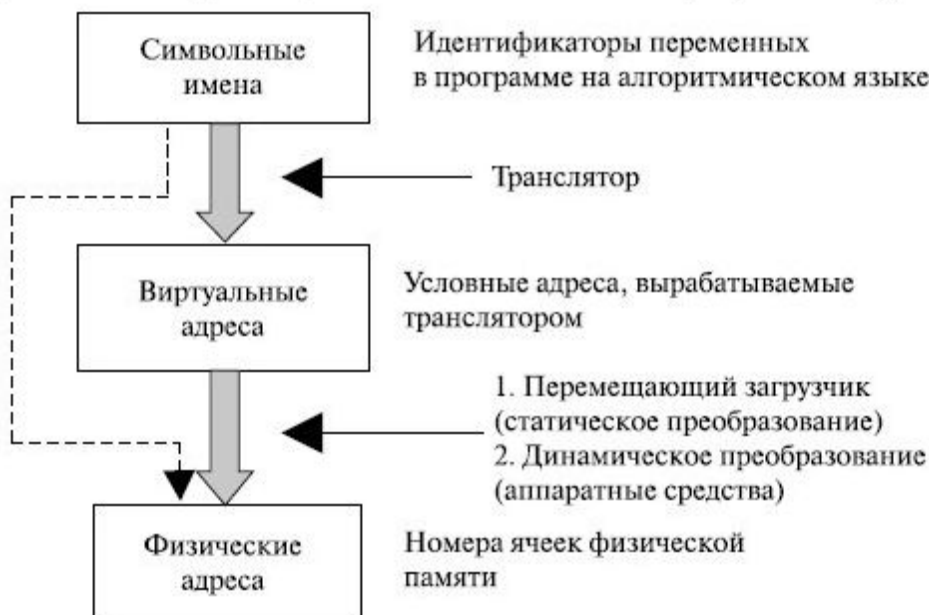 Символьные
имена
Идентификаторы переменных
в программе на алгоритмическом языке
Транслятор
Виртуальные
адреса
Условные адреса, вырабатываемые
транслятором
1. Перемещающий загрузчик
(статическое преобразование)
2. Динамическое преобразование
(аппаратные средства)
Физические
адреса
Номера ячеек физической
памяти